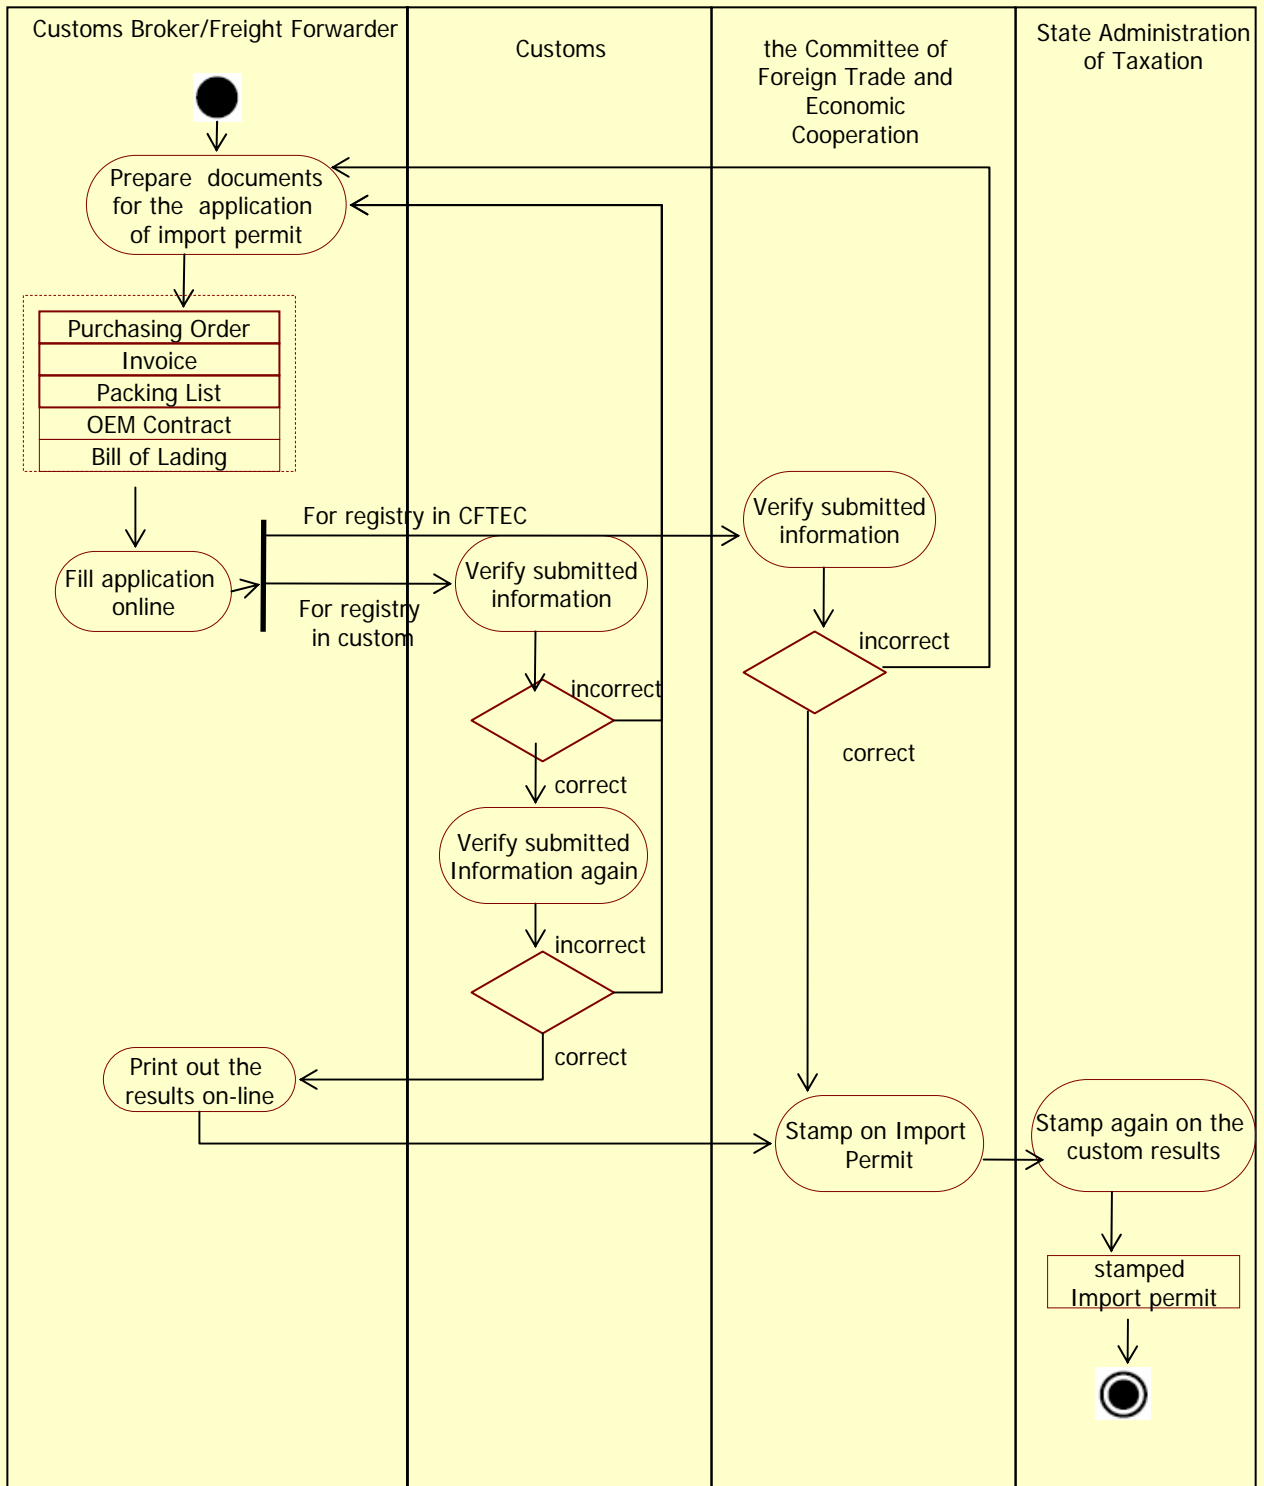 Customs Broker/Freight Forwarder
Customs
the Committee of
Foreign Trade and
Economic
Cooperation
State Administration
of Taxation
Prepare documents
for the application
of import permit
Purchasing Order
Invoice
Packing List
OEM Contract
Bill of Lading
For registry in CFTEC
Verify submitted
information
Fill application
online
For registry
in custom
Verify submitted
information
incorrect
incorrect
correct
correct
Verify submitted
Information again
incorrect
correct
Print out the
results on-line
Stamp on Import
Permit
Stamp again on the
custom results
stamped
Import permit